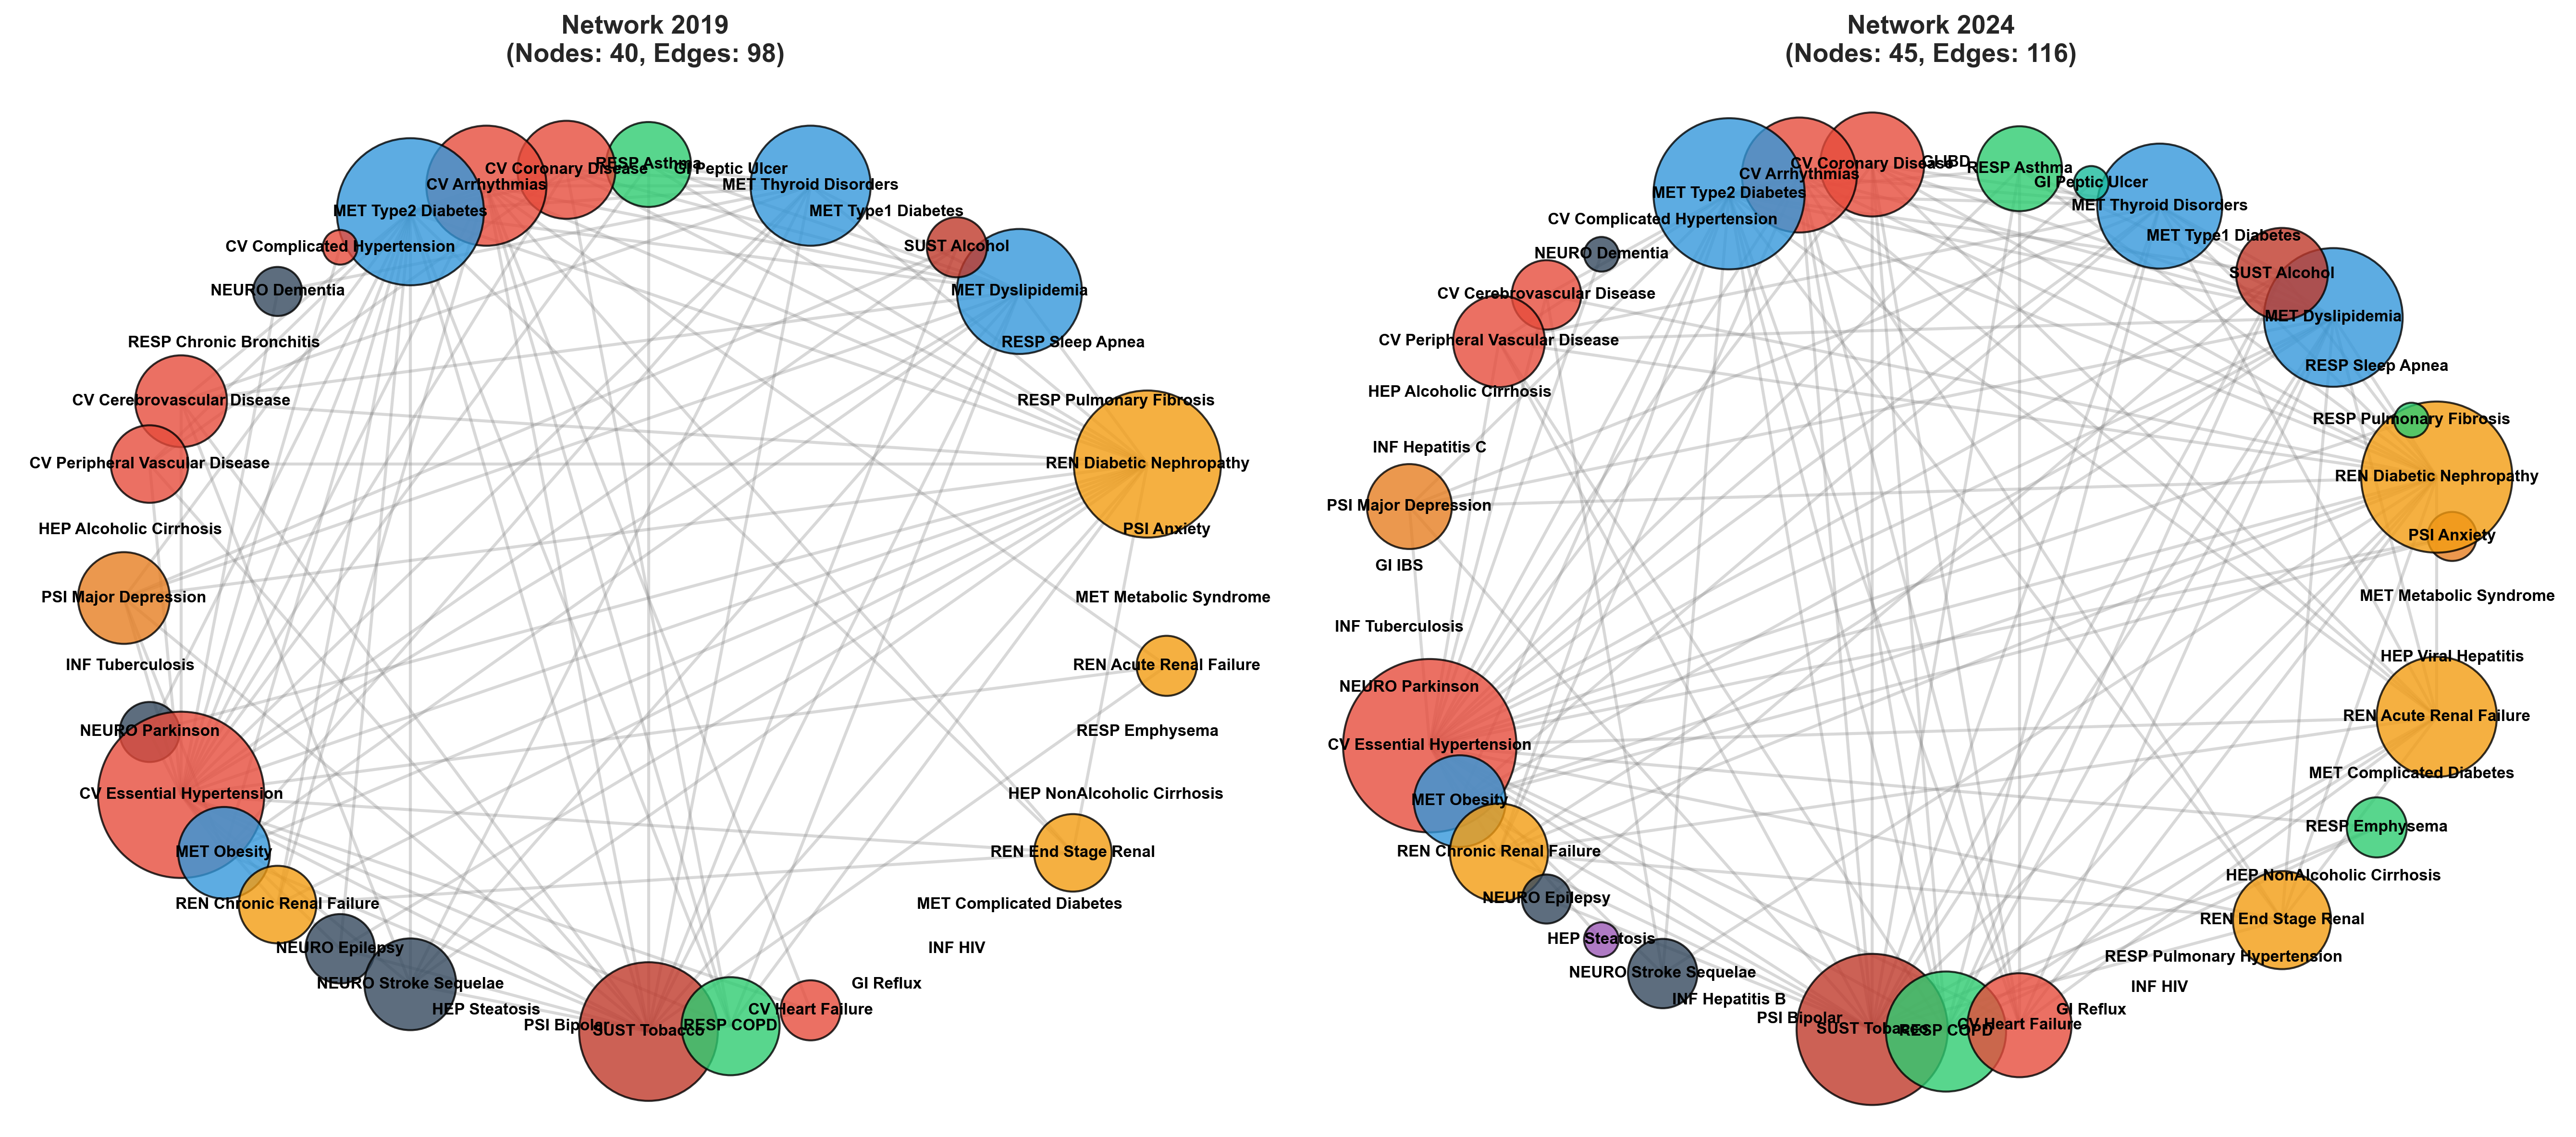 Network 2019
(Nodes: 40, Edges: 98)
RESP Asthma
CV Coronary Disease
GI Peptic Ulcer
CV Arrhythmias
MET Thyroid Disorders
MET Type2 Diabetes
MET Type1 Diabetes
CV Complicated Hypertension
SUST Alcohol
NEURO Dementia
MET Dyslipidemia
RESP Chronic Bronchitis
RESP Sleep Apnea
CV Cerebrovascular Disease
RESP Pulmonary Fibrosis
CV Peripheral Vascular Disease
REN Diabetic Nephropathy
HEP Alcoholic Cirrhosis
PSI Anxiety
PSI Major Depression
MET Metabolic Syndrome
INF Tuberculosis
REN Acute Renal Failure
NEURO Parkinson
RESP Emphysema
CV Essential Hypertension
HEP NonAlcoholic Cirrhosis
MET Obesity
REN End Stage Renal
REN Chronic Renal Failure
MET Complicated Diabetes
NEURO Epilepsy
INF HIV
NEURO Stroke Sequelae
GI Reflux
HEP Steatosis
CV Heart Failure
PSI Bipolar
SUST Tobacco
RESP COPD
Network 2024
(Nodes: 45, Edges: 116)
CV Coronary Disease
GI IBD
RESP Asthma
CV Arrhythmias
GI Peptic Ulcer
MET Type2 Diabetes
MET Thyroid Disorders
CV Complicated Hypertension
MET Type1 Diabetes
NEURO Dementia
SUST Alcohol
CV Cerebrovascular Disease
MET Dyslipidemia
CV Peripheral Vascular Disease
RESP Sleep Apnea
HEP Alcoholic Cirrhosis
RESP Pulmonary Fibrosis
INF Hepatitis C
REN Diabetic Nephropathy
PSI Major Depression
PSI Anxiety
GI IBS
MET Metabolic Syndrome
INF Tuberculosis
HEP Viral Hepatitis
NEURO Parkinson
REN Acute Renal Failure
CV Essential Hypertension
MET Complicated Diabetes
MET Obesity
RESP Emphysema
REN Chronic Renal Failure
HEP NonAlcoholic Cirrhosis
NEURO Epilepsy
REN End Stage Renal
HEP Steatosis
RESP Pulmonary Hypertension
NEURO Stroke Sequelae
INF HIV
INF Hepatitis B
GI Reflux
PSI Bipolar
SUST Tobacco
RESP COPD
CV Heart Failure